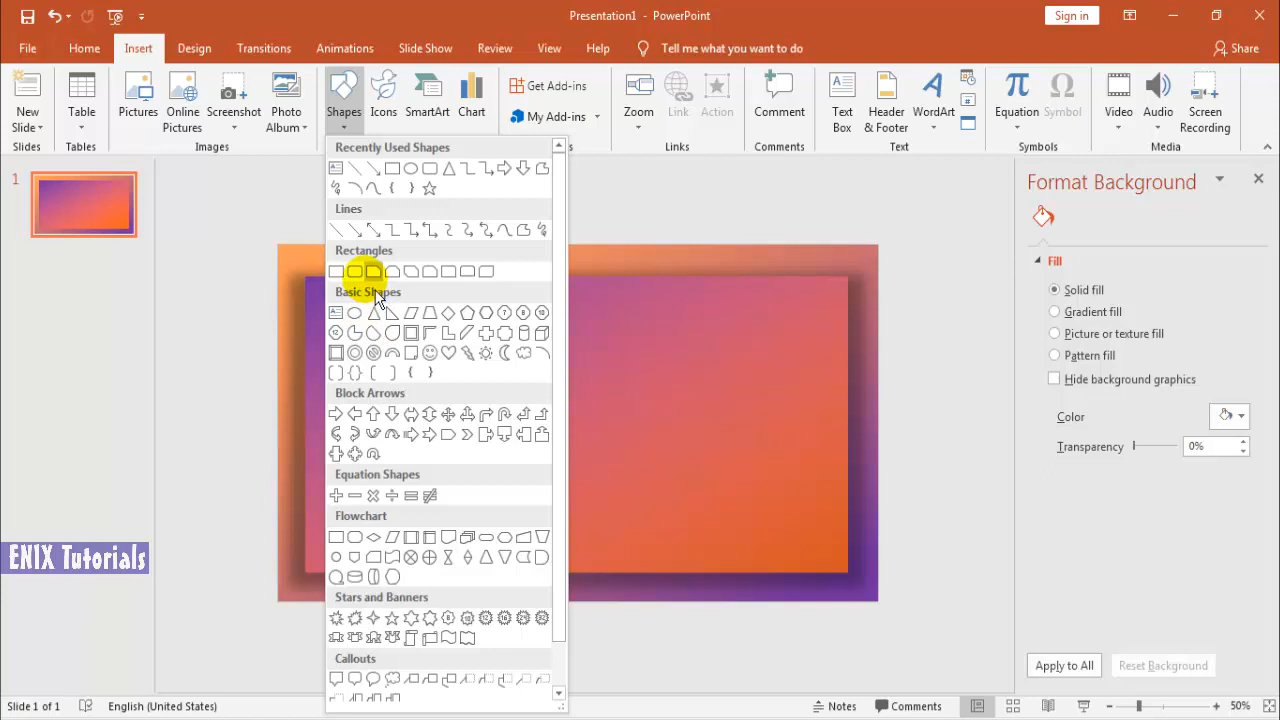 Presentation1 - PowerPoint
Sign in
File
Home
Insert
Design
Transitions
Animations
Slide Show
Review
View
Help
Tell me what you want to do
Share
New
Slide
Table
Pictures
Online
Pictures
Screenshot
Photo
Album
Shapes
Icons
SmartArt
Chart
Get Add-ins
My Add-ins
Zoom
Link
Action
Comment
Text
Box
Header
& Footer
WordArt
Equation
Symbol
Video
Audio
Screen
Recording
Slides
Tables
Images
Links
Comments
Text
Symbols
Media
Recently Used Shapes
Lines
Rectangles
Basic Shapes
Block Arrows
Equation Shapes
Flowchart
Stars and Banners
Callouts
1
Format Background
Fill
Solid fill
Gradient fill
Picture or texture fill
Pattern fill
Hide background graphics
Color
Transparency
0%
Apply to All
Reset Background
ENIX Tutorials
Slide 1 of 1
English (United States)
Notes
Comments
50%